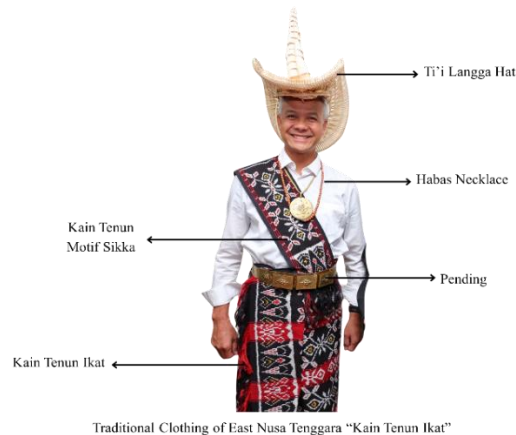 Ti'i Langga Hat
Habas Necklace
Kain Tenun
Motif Sikka
Pending
Kain Tenun Ikat
Traditional Clothing of East Nusa Tenggara “Kain Tenun Ikat”